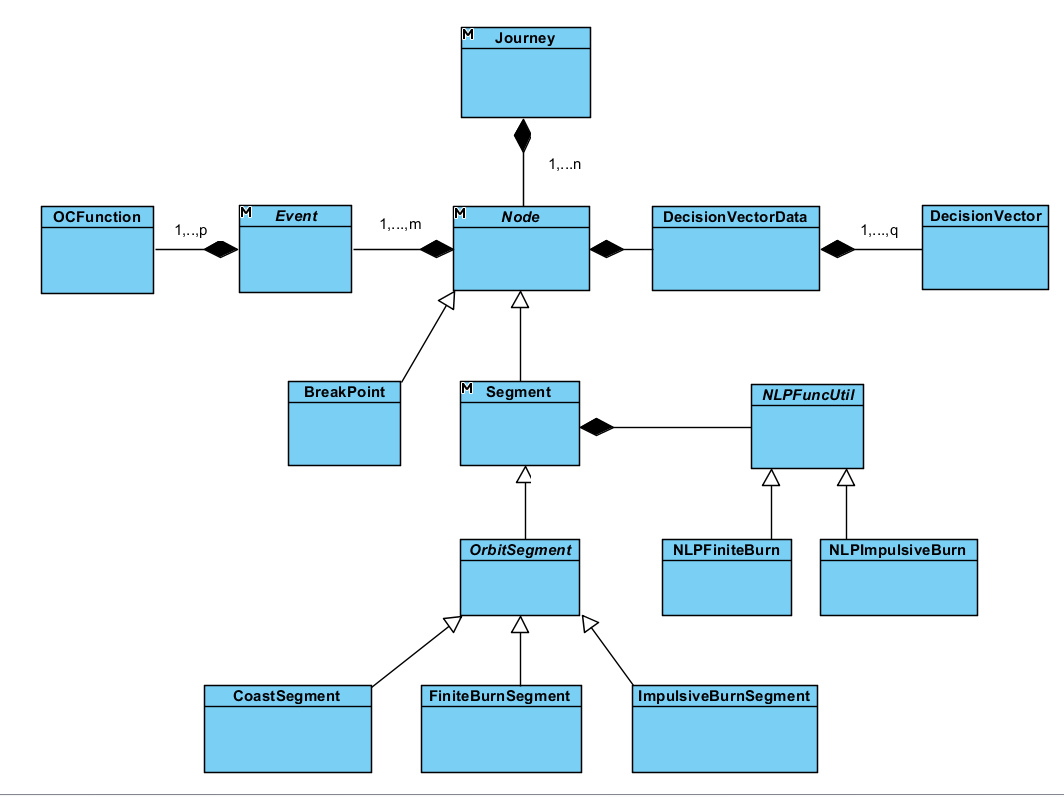 M Journey
1,...n
OCFunction
1,..,p
M Event
1,...,m
M Node
DecisionVectorData
1,...,q
DecisionVector
BreakPoint
M Segment
NLPFuncUtil
OrbitSegment
NLPFiniteBurn
NLPImpulsiveBurn
CoastSegment
FiniteBurnSegment
ImpulsiveBurnSegment